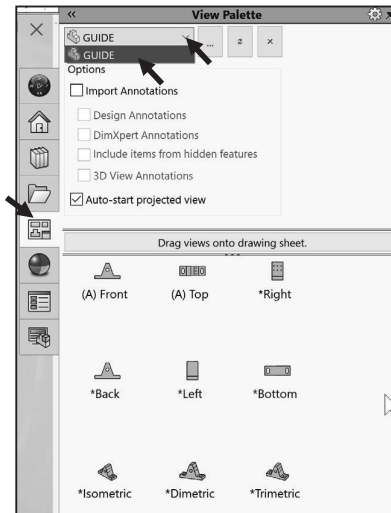 View Palette
GUIDE
...
GUIDE
Options
Import Annotations
Design Annotations
DimXpert Annotations
Include items from hidden features
3D View Annotations
Auto-start projected view
Drag views onto drawing sheet.
(A) Front (A) Top *Right
*Back *Left *Bottom
*Isometric *Dimetric *Trimetric